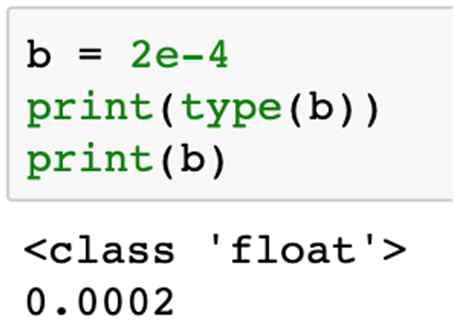 b = 2e-4
print(type(b))
print(b)
<class 'float'>
0.0002